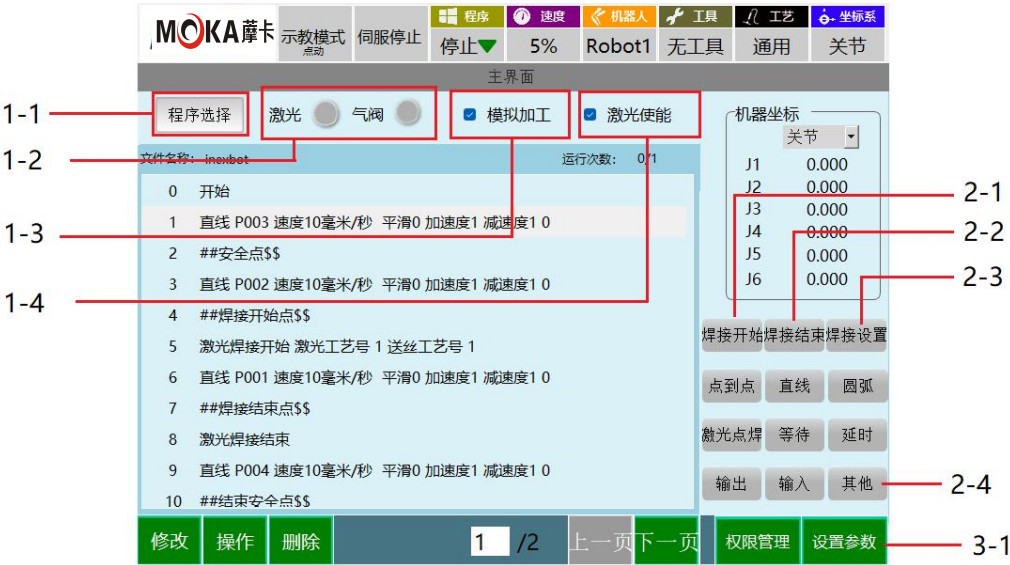 MOKA摩卡 示教模式 伺服停止 程序 速度 机器人 工具 工艺 坐标系
点动 停止 5% Robot1 无工具 通用 关节
主界面
1-1 程序选择 激光 气阀 模拟加工 激光使能 机器坐标
关节
1-2 文件名称: inexbot 运行次数: 0/1
J1 0.000
0 开始
J2 0.000 2-1
1 直线 P003 速度10毫米/秒 平滑0 加速度1 减速度1 0
J3 0.000
1-3 J4 0.000 2-2
2 ##安全点$$
J5 0.000
3 直线 P002 速度10毫米/秒 平滑0 加速度1 减速度1 0
J6 0.000 2-3
1-4
4 ##焊接开始点$$
焊接开始 焊接结束 焊接设置
5 激光焊接开始 激光工艺号 1 送丝工艺号 1
6 直线 P001 速度10毫米/秒 平滑0 加速度1 减速度1 0
点到点 直线 圆弧
7 ##焊接结束点$$
8 激光焊接结束
激光点焊 等待 延时
9 直线 P004 速度10毫米/秒 平滑0 加速度1 减速度1 0
输出 输入 其他 2-4
10 ##结束安全点$$
修改 操作 删除 1 /2 上一页 下一页 权限管理 设置参数 3-1